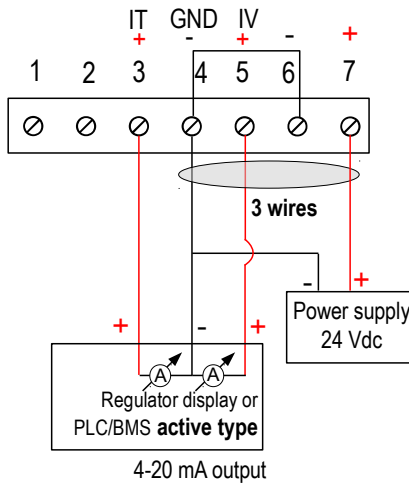 IT GND IV
+ - + - +
1 2 3 4 5 6 7
3 wires
- +
+ - +
Power supply
24 Vdc
A A
Regulator display or
PLC/BMS active type
4-20 mA output